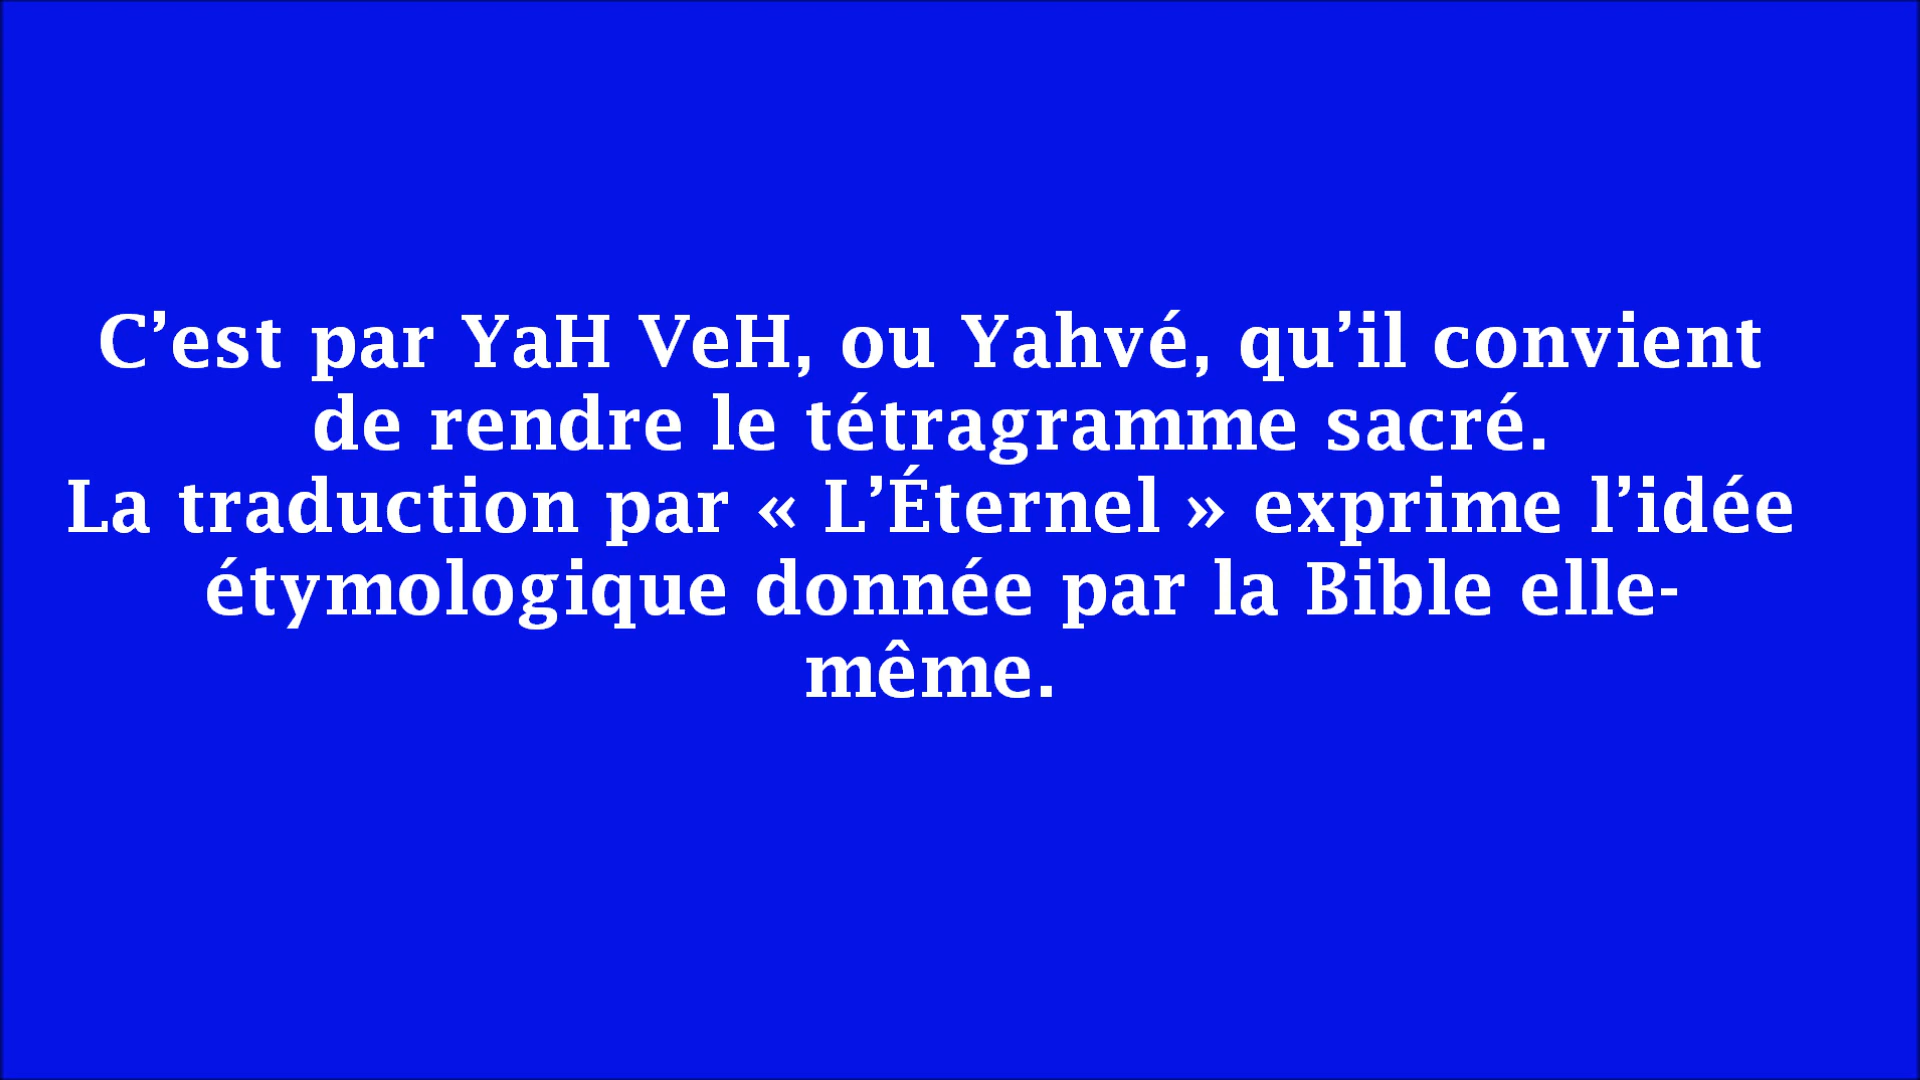 C’est par YaH VeH, ou Yahvé, qu’il convient
de rendre le tétragramme sacré.
La traduction par « L’Éternel » exprime l’idée
étymologique donnée par la Bible elle-
même.